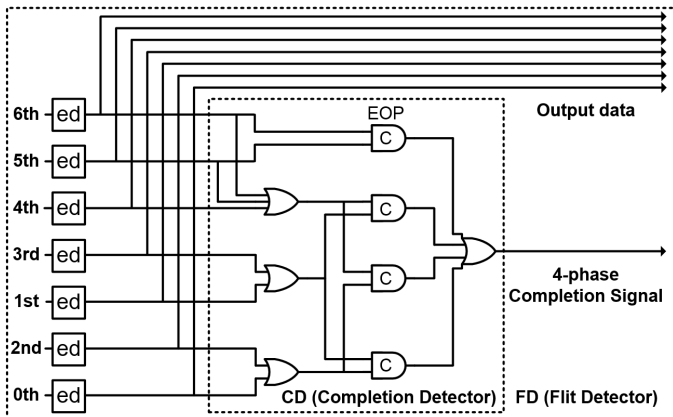 EOP
Output data
6th ed
C
5th ed
4th ed
C
3rd ed
C
4-phase
Completion Signal
1st ed
2nd ed
C
0th ed
CD (Completion Detector)
FD (Flit Detector)